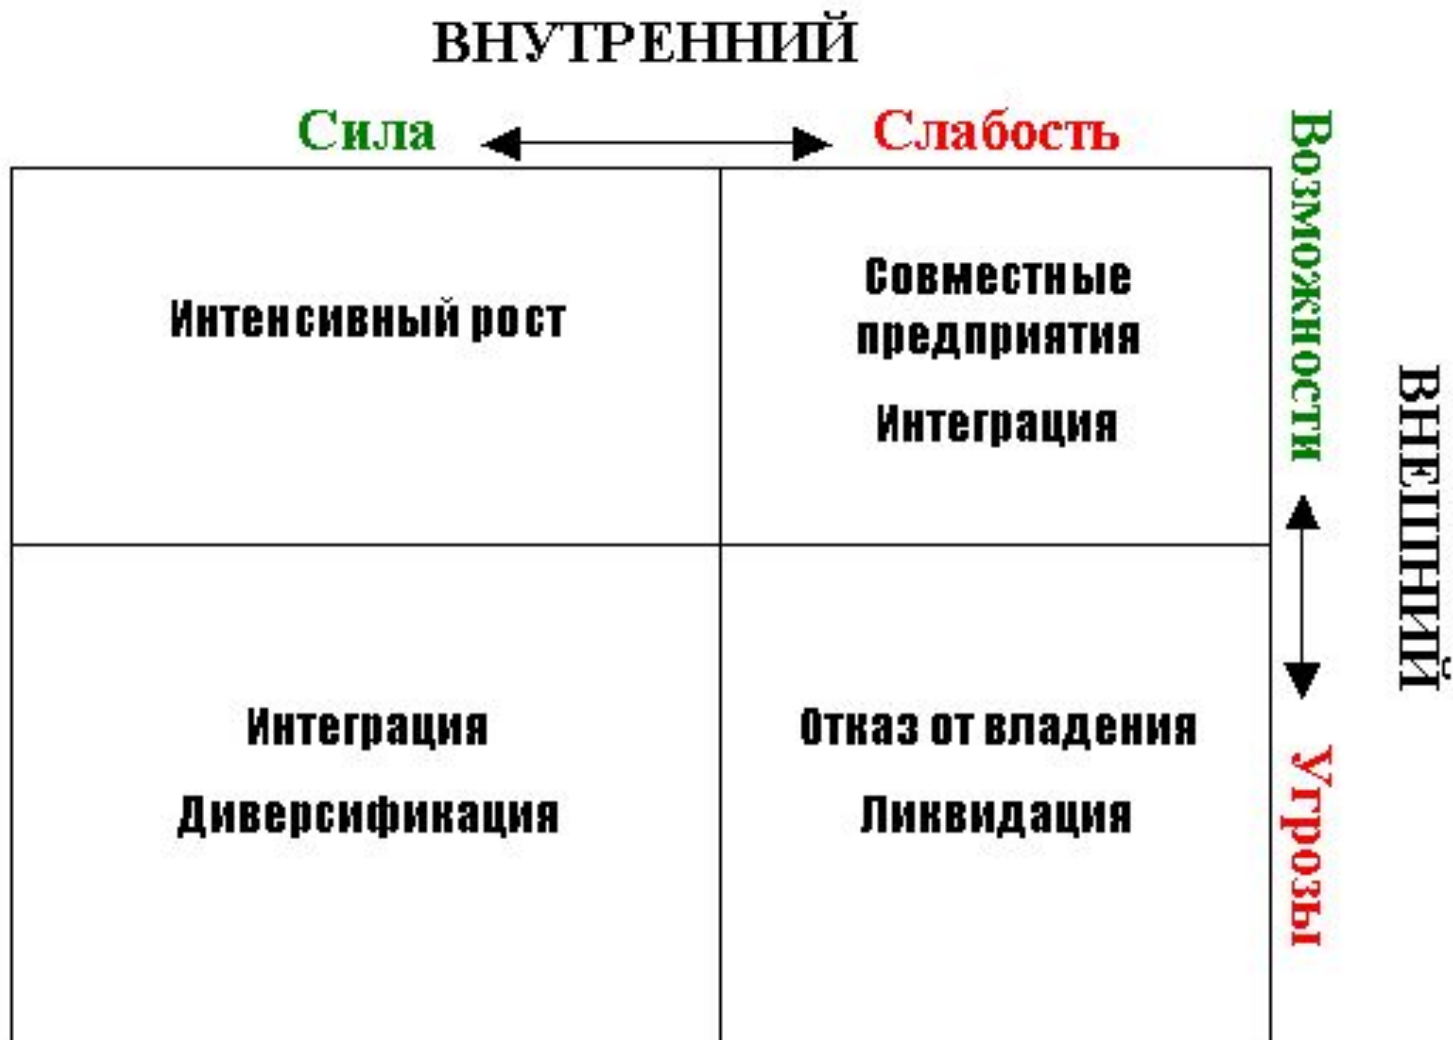 ВНУТРЕННИЙ
Сила
Слабость
Возможности
ВНЕШНИЙ
Угрозы
Интенсивный рост
Совместные
предприятия
Интеграция
Интеграция
Диверсификация
Отказ от владения
Ликвидация